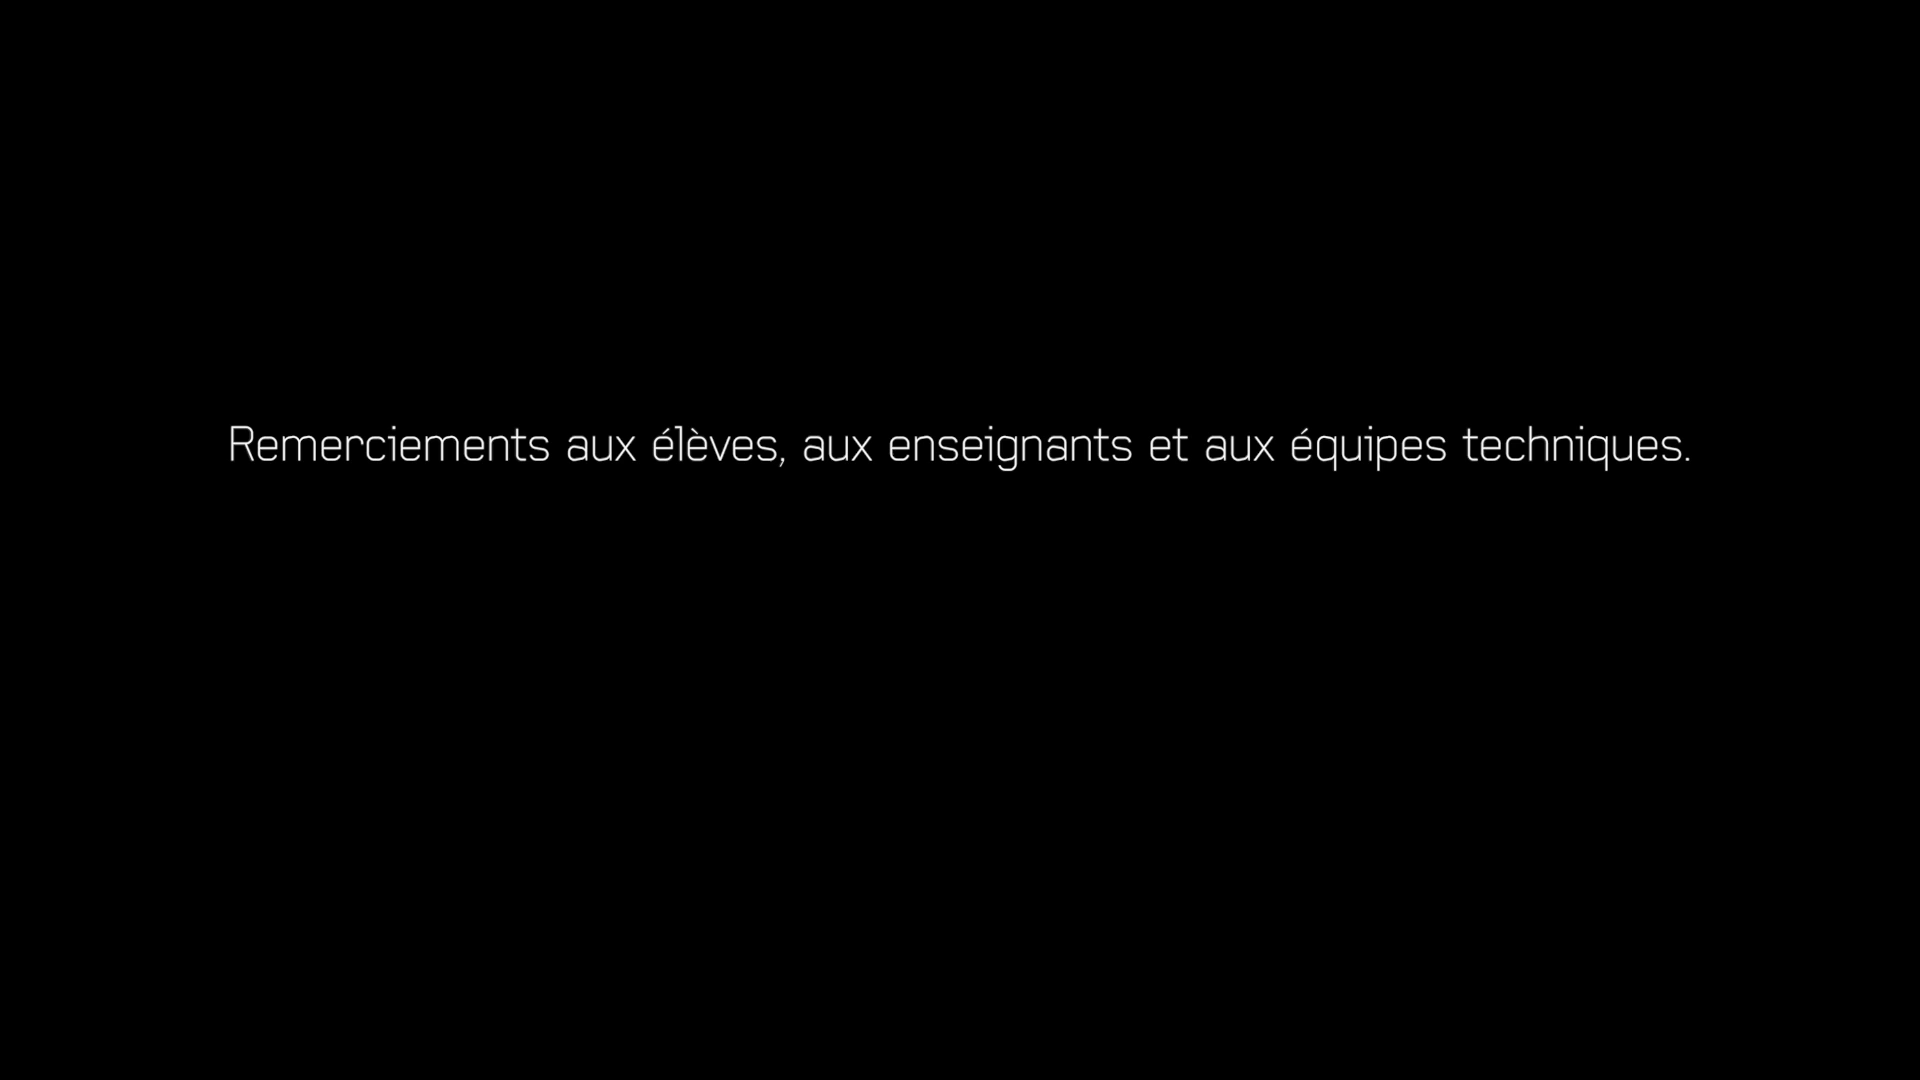 Remerciements aux élèves, aux enseignants et aux équipes techniques.